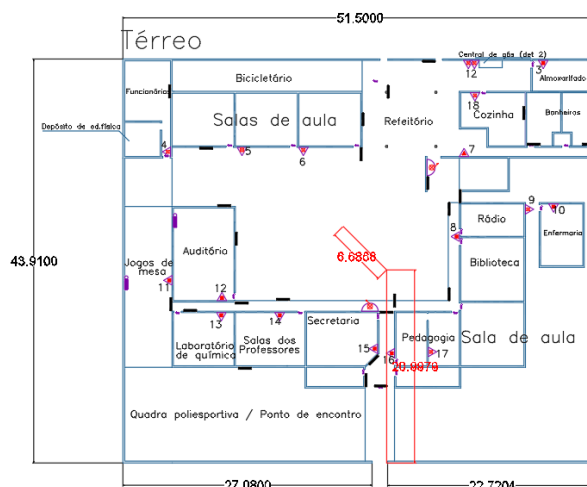 51.5000
Térreo
Central de gás (det 2)
12
3
Funcionários
Bicicletário
Almoxarifado
18
Salas de aula
Refeitório
Cozinha
Banheiros
Depósito de ed.física
4
5
6
7
9
10
Rádio
Enfermaria
8
6.6868
43.9100
Auditório
Jogos de
mesa
Biblioteca
11
12
13
14
Secretaria
Pedagogia
Sala de aula
Laboratório
de química
Salas dos
Professores
15
16
17
Quadra poliesportiva / Ponto de encontro
27.0800
22.7204